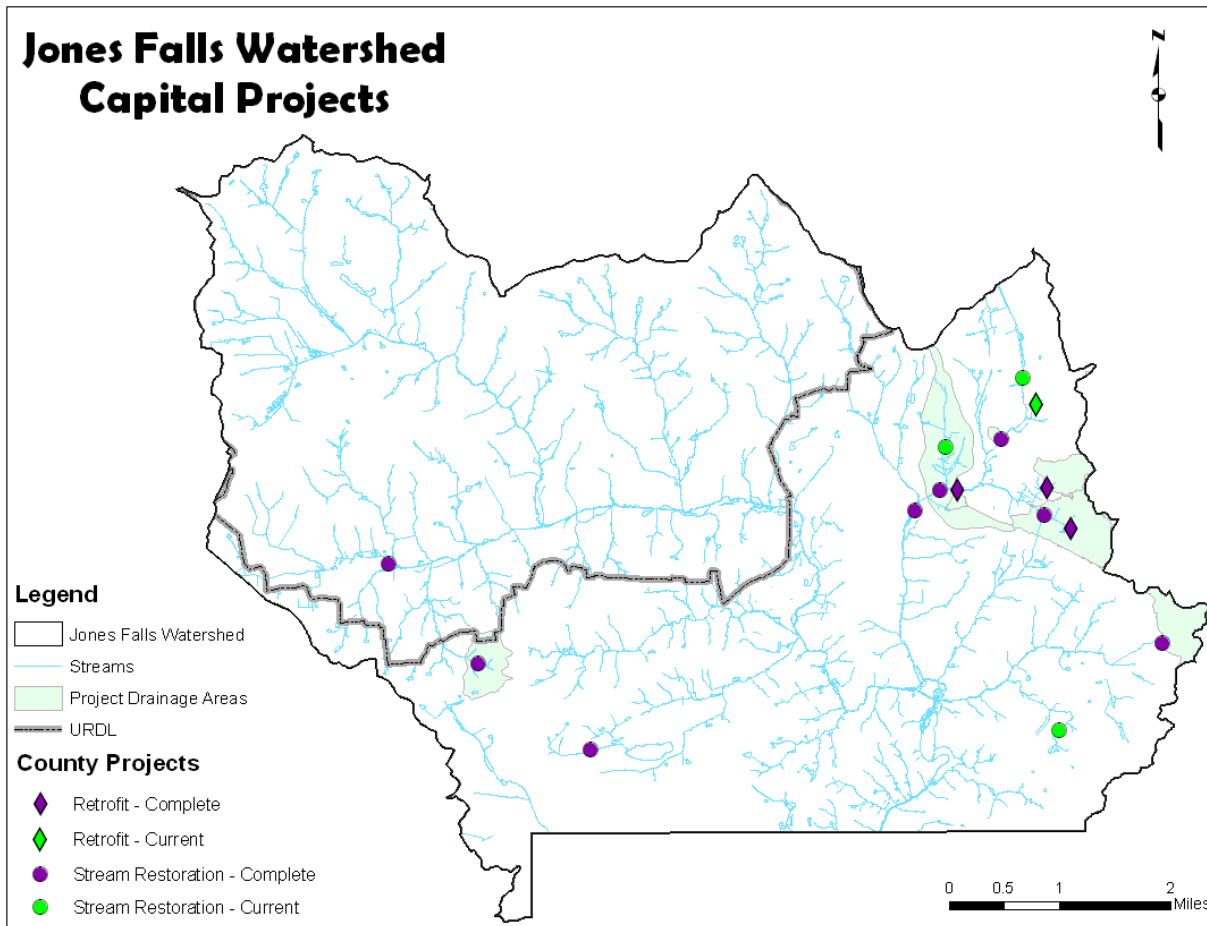 Jones Falls Watershed
Capital Projects
N
Legend
Jones Falls Watershed
Streams
Project Drainage Areas
URDL
County Projects
Retrofit - Complete
Retrofit - Current
Stream Restoration - Complete
Stream Restoration - Current
0 0.5 1 2
Miles